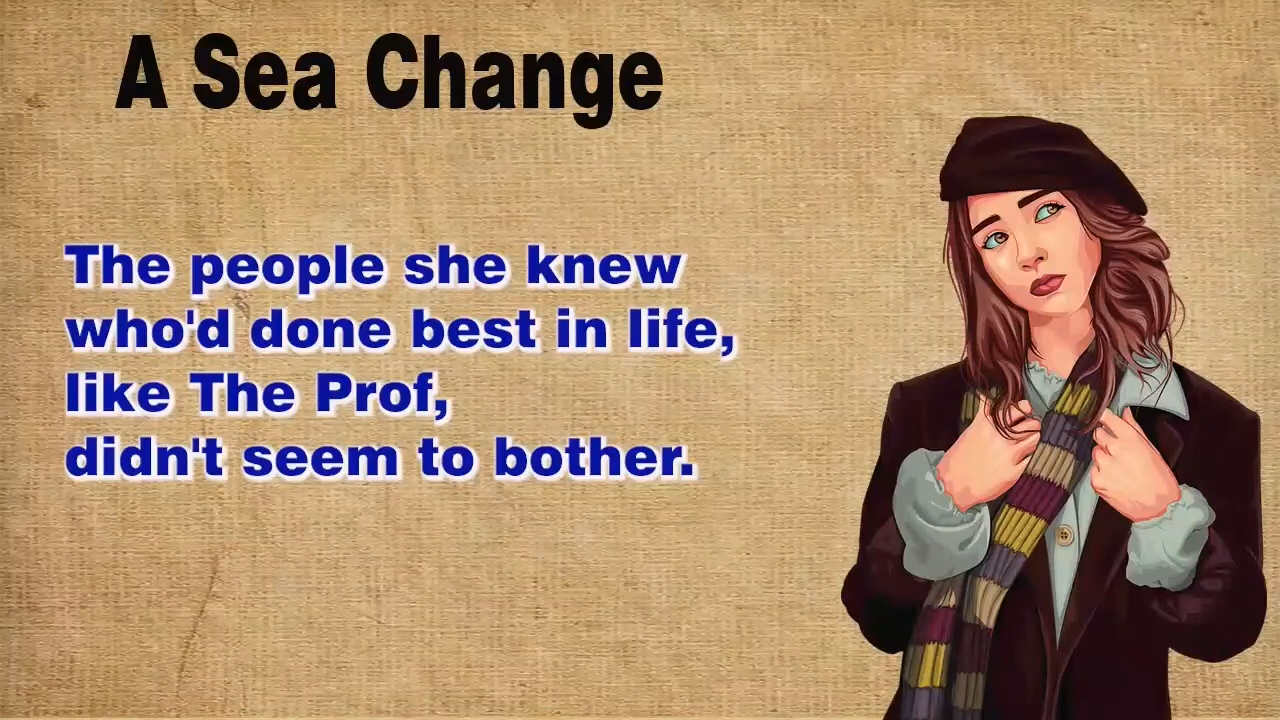 A Sea Change
The people she knew
who'd done best in life,
like The Prof,
didn't seem to bother.